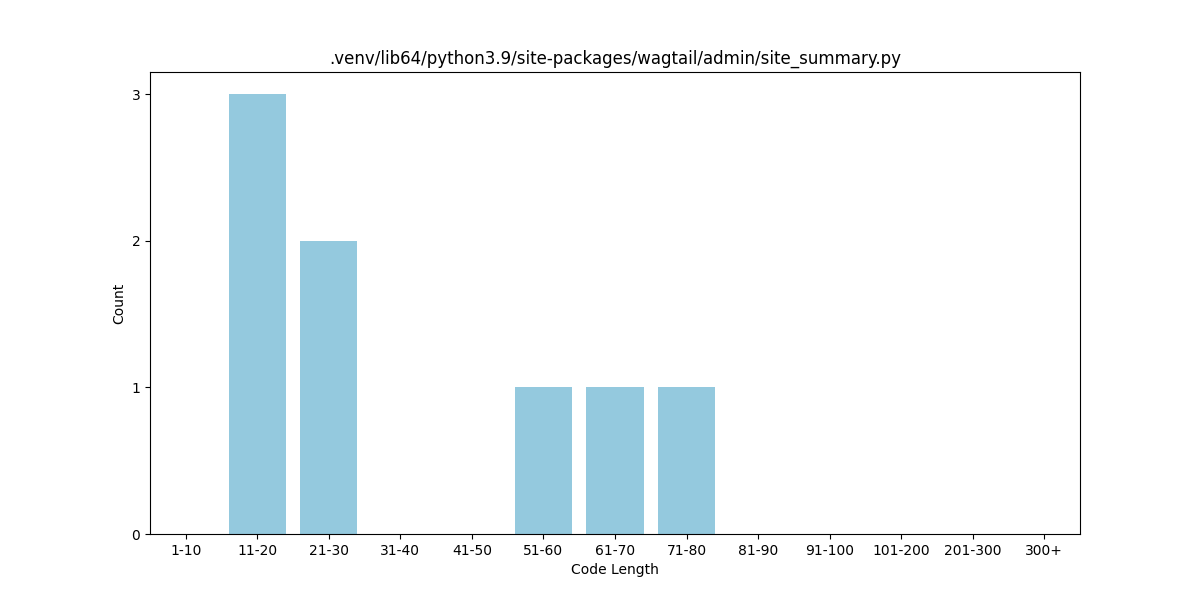 .venv/lib64/python3.9/site-packages/wagtail/admin/site_summary.py
3
2
1
0
Count
1-10 11-20 21-30 31-40 41-50 51-60 61-70 71-80 81-90 91-100 101-200 201-300 300+
Code Length